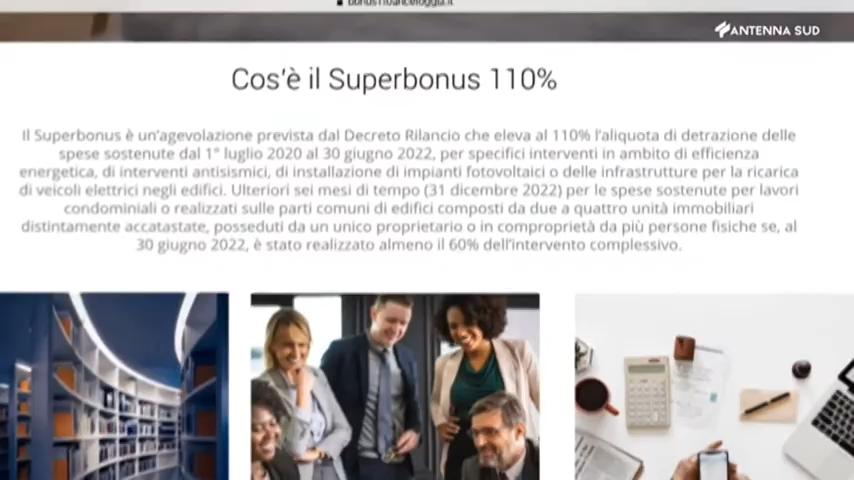 ANTENNA SUD
Cos'è il Superbonus 110%
Il Superbonus è un'agevolazione prevista dal Decreto Rilancio che eleva al 110% l'aliquota di detrazione delle
spese sostenute dal 1° luglio 2020 al 30 giugno 2022, per specifici interventi in ambito di efficienza
energetica, di interventi antisismici, di installazione di impianti fotovoltaici o delle infrastrutture per la ricarica
di veicoli elettrici negli edifici. Ulteriori sei mesi di tempo (31 dicembre 2022) per le spese sostenute per lavori
condominiali o realizzati sulle parti comuni di edifici composti da due a quattro unità immobiliari
distintamente accatastate, posseduti da un unico proprietario o in comproprietà da più persone fisiche se, al
30 giugno 2022, è stato realizzato almeno il 60% dell'intervento complessivo.